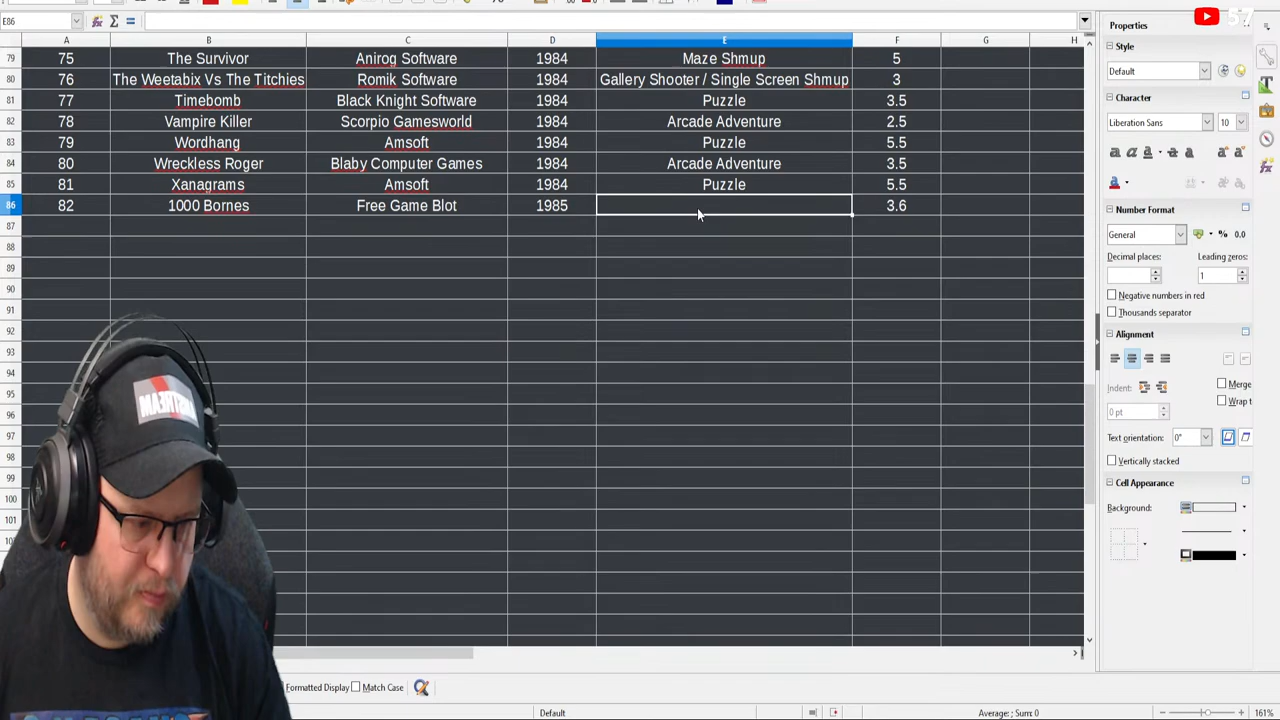 E86
57
A B C D E F G H
79 75 The Survivor Anirog Software 1984 Maze Shmup 5
80 76 The Weetabix Vs The Titchies Romik Software 1984 Gallery Shooter / Single Screen Shmup 3
81 77 Timebomb Black Knight Software 1984 Puzzle 3.5
82 78 Vampire Killer Scorpio Gamesworld 1984 Arcade Adventure 2.5
83 79 Wordhang Amsoft 1984 Puzzle 5.5
84 80 Wreckless Roger Blaby Computer Games 1984 Arcade Adventure 3.5
85 81 Xanagrams Amsoft 1984 Puzzle 5.5
86 82 1000 Bornes Free Game Blot 1985 3.6
87
88
89
90
91
92
93
94
95
96
97
98
99
100
101
Properties
Style
Default
Character
Liberation Sans 10
Number Format
General % 0.0
Decimal places: Leading zeros:
1
Negative numbers in red
Thousands separator
Alignment
Indent: Merge
0 pt Wrap t
Text orientation: 0°
Vertically stacked
Cell Appearance
Background:
Formatted Display Match Case
Default Average: ; Sum: 0 161%